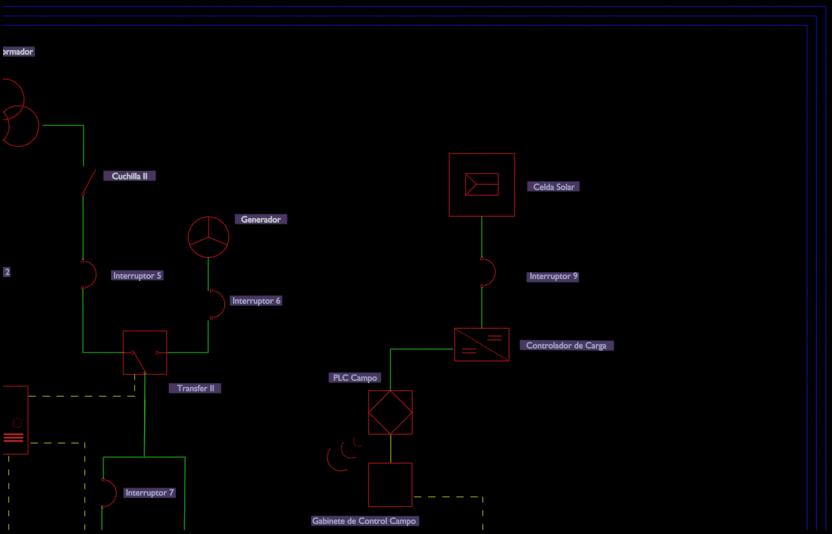 ormador
Cuchilla II
Celda Solar
Generador
2
Interruptor 5
Interruptor 9
Interruptor 6
Controlador de Carga
PLC Campo
Transfer II
Interruptor 7
Gabinete de Control Campo